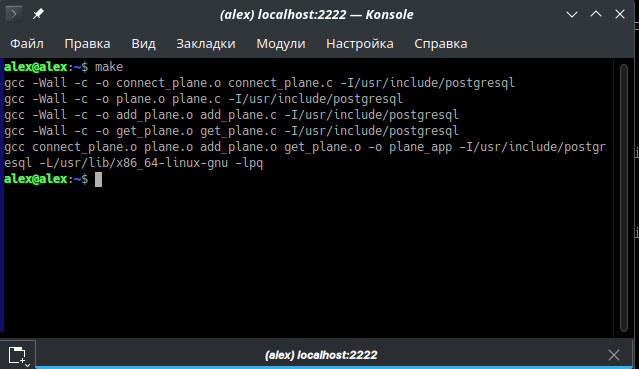 (alex) localhost:2222 — Konsole
Файл Правка Вид Закладки Модули Настройка Справка
alex@alex:~$ make
gcc -Wall -c -o connect_plane.o connect_plane.c -I/usr/include/postgresql
gcc -Wall -c -o plane.o plane.c -I/usr/include/postgresql
gcc -Wall -c -o add_plane.o add_plane.c -I/usr/include/postgresql
gcc -Wall -c -o get_plane.o get_plane.c -I/usr/include/postgresql
gcc connect_plane.o plane.o add_plane.o get_plane.o -o plane_app -I/usr/include/postgr
esql -L/usr/lib/x86_64-linux-gnu -lpq
alex@alex:~$
(alex) localhost:2222